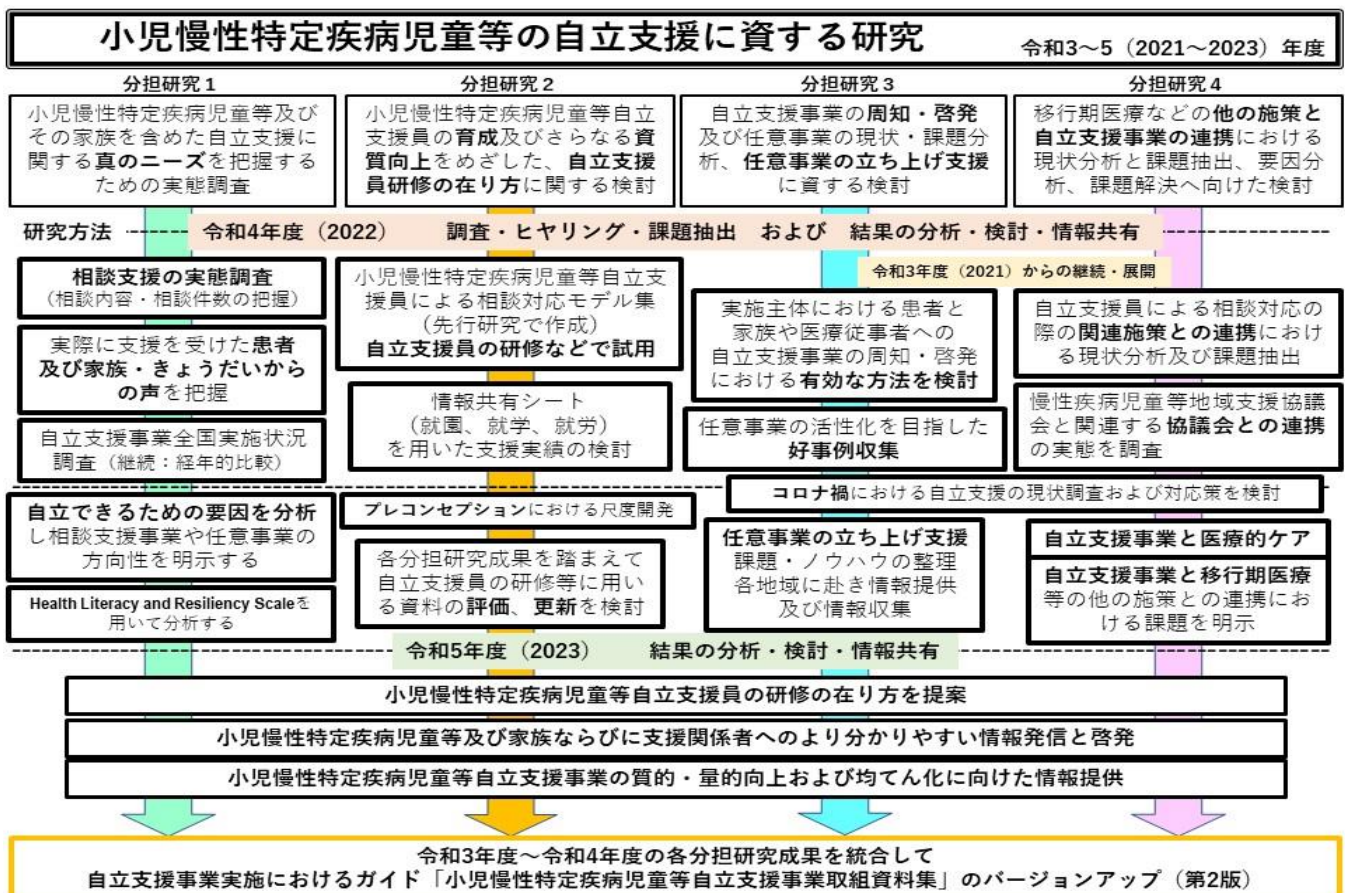 小児慢性特定疾病児童等の自立支援に資する研究
令和3~5（2021~2023）年度
分担研究1
小児慢性特定疾病児童等及び
その家族を含めた自立支援に
関する真のニーズを把握する
ための実態調査
分担研究2
小児慢性特定疾病児童等自立
支援員の育成及びさらなる資
質向上をめざした、自立支援
員研修の在り方に関する検討
分担研究3
自立支援事業の周知・啓発
及び任意事業の現状・課題分
析、任意事業の立ち上げ支援
に資する検討
分担研究4
移行期医療などの他の施策と
自立支援事業の連携における
現状分析と課題抽出、要因分
析、課題解決へ向けた検討
研究方法
令和4年度（2022） 調査・ヒヤリング・課題抽出 および 結果の分析・検討・情報共有
令和3年度（2021）からの継続・展開
相談支援の実態調査
（相談内容・相談件数の把握）
実際に支援を受けた患者
及び家族・きょうだいから
の声を把握
自立支援事業全国実施状況
調査（継続：経年的比較）
小児慢性特定疾病児童等自立支
援員による相談対応モデル集
（先行研究で作成）
自立支援員の研修などで試用
情報共有シート
（就園、就学、就労）
を用いた支援実績の検討
実施主体における患者と
家族や医療従事者への
自立支援事業の周知・啓発
における有効な方法を検討
任意事業の活性化を目指した
好事例収集
自立支援員による相談対応の
際の関連施策との連携におけ
る現状分析及び課題抽出
慢性疾病児童等地域支援協議
会と関連する協議会との連携
の実態を調査
コロナ禍における自立支援の現状調査および対応策を検討
自立できるための要因を分析
し相談支援事業や任意事業の
方向性を明示する
Health Literacy and Resiliency Scaleを
用いて分析する
プレコンセプションにおける尺度開発
各分担研究成果を踏まえて
自立支援員の研修等に用い
る資料の評価、更新を検討
任意事業の立ち上げ支援
課題・ノウハウの整理
各地域に赴き情報提供
及び情報収集
自立支援事業と医療的ケア
自立支援事業と移行期医療
等の他の施策との連携にお
ける課題を明示
令和5年度（2023） 結果の分析・検討・情報共有
小児慢性特定疾病児童等自立支援員の研修の在り方を提案
小児慢性特定疾病児童等及び家族ならびに支援関係者へのより分かりやすい情報発信と啓発
小児慢性特定疾病児童等自立支援事業の質的・量的向上および均てん化に向けた情報提供
令和3年度~令和4年度の各分担研究成果を統合して
自立支援事業実施におけるガイド「小児慢性特定疾病児童等自立支援事業取組資料集」のバージョンアップ（第2版）